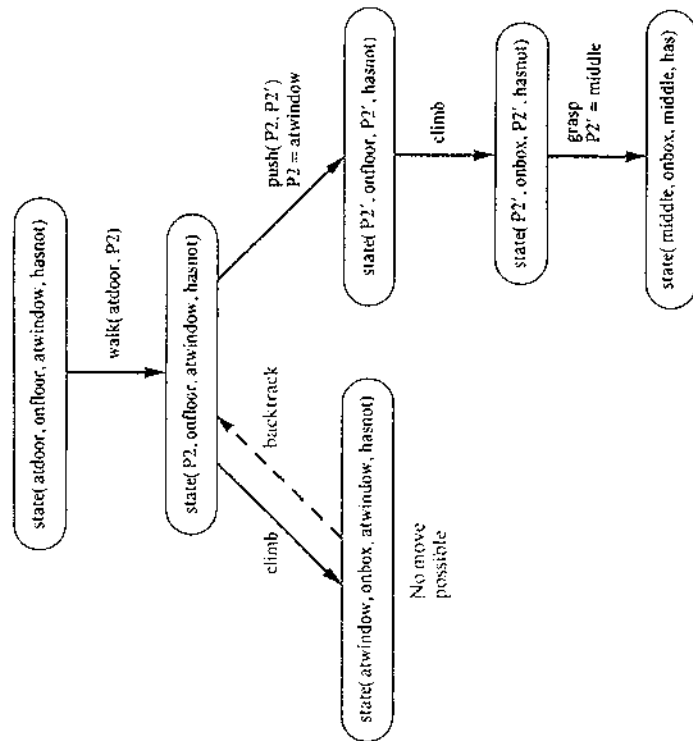 state( atdoor, onfloor, atwindow, hasnot)
walk( atdoor, P2)
state( P2, onfloor, atwindow, hasnot)
climb
backtrack
push( P2, P2')
P2 = atwindow
state( atwindow, onbox, atwindow, hasnot)
No move
possible
state( P2', onfloor, P2', hasnot)
climb
state( P2', onbox, P2', hasnot)
grasp
P2' = middle
state( middle, onbox, middle, has)